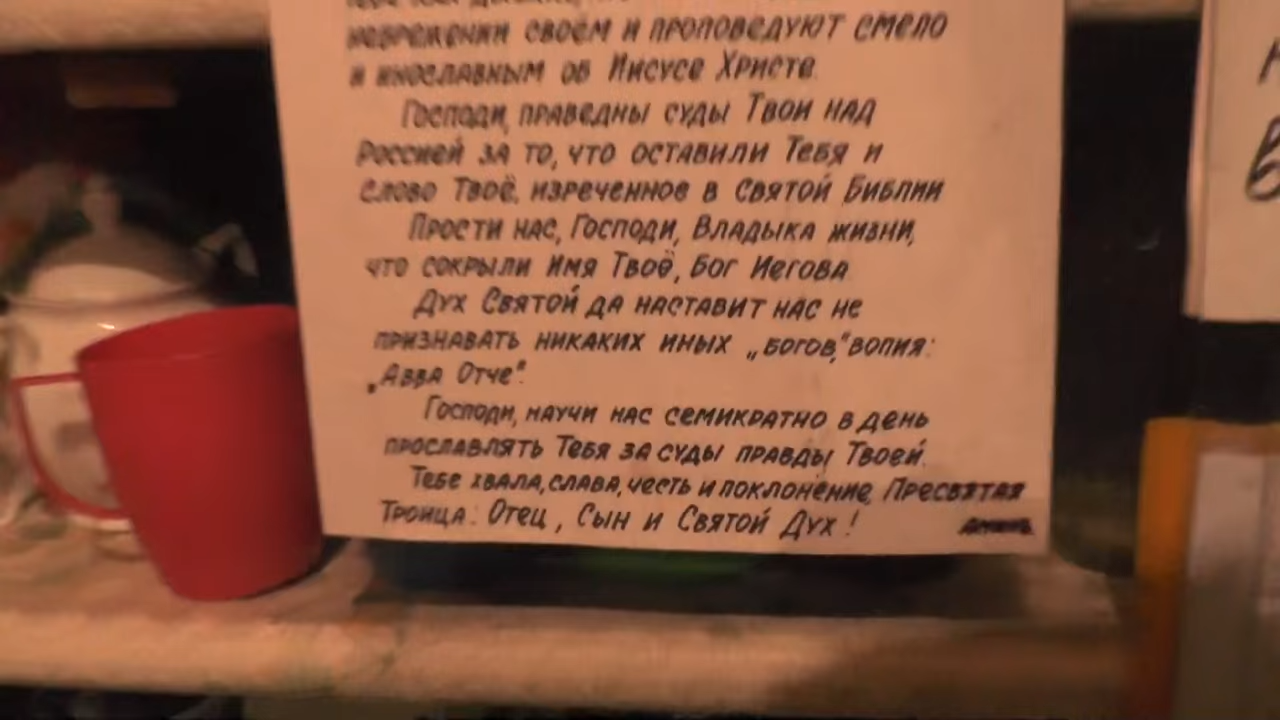 невреженки своём и проповедуют смело
и инославным об Иисусе Христе.
Господи, праведны суды Твои над
Россией за то, что оставили Тебя и
Слово Твоё, изреченное в Святой Библии
Прости нас, Господи, Владыка жизни,
что сокрыли Имя Твоё, Бог Иегова
Дух Святой да наставит нас не
признавать никаких иных „богов,“ вопия:
„Авва Отче“.
Господи, научи нас семикратно в день
прославлять Тебя за суды правды Твоей.
Тебе хвала, слава, честь и поклонение, Пресвятая
Троица: Отец, Сын и Святой Дух!
Аминь.